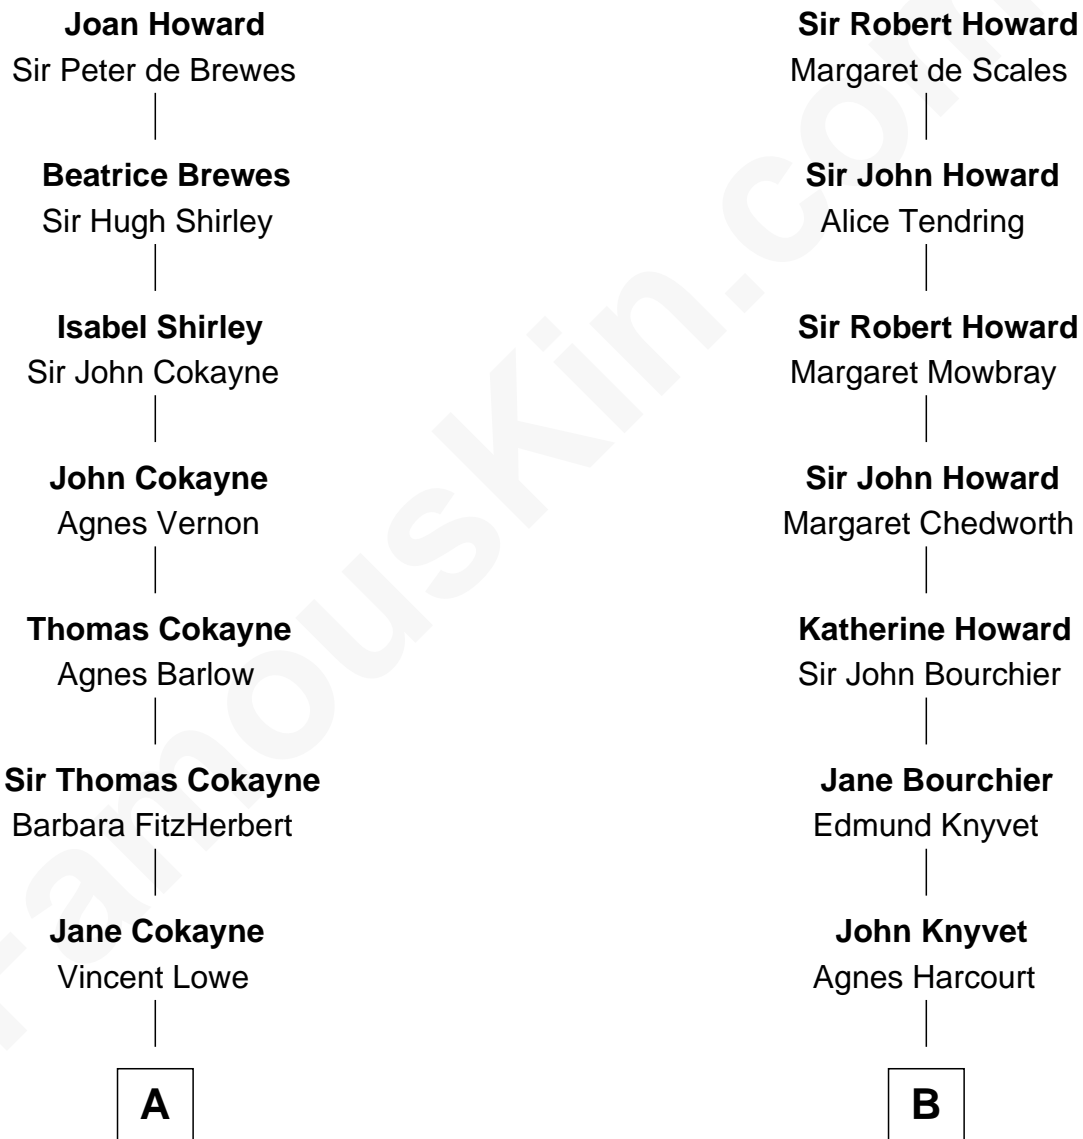 Joan Howard
Sir Peter de Brewes
Beatrice Brewes
Sir Hugh Shirley
Isabel Shirley
Sir John Cokayne
John Cokayne
Agnes Vernon
Thomas Cokayne
Agnes Barlow
Sir Thomas Cokayne
Barbara FitzHerbert
Jane Cokayne
Vincent Lowe
A
Sir Robert Howard
Margaret de Scales
Sir John Howard
Alice Tendring
Sir Robert Howard
Margaret Mowbray
Sir John Howard
Margaret Chedworth
Katherine Howard
Sir John Bourchier
Jane Bourchier
Edmund Knyvet
John Knyvet
Agnes Harcourt
B
FamousKin.com